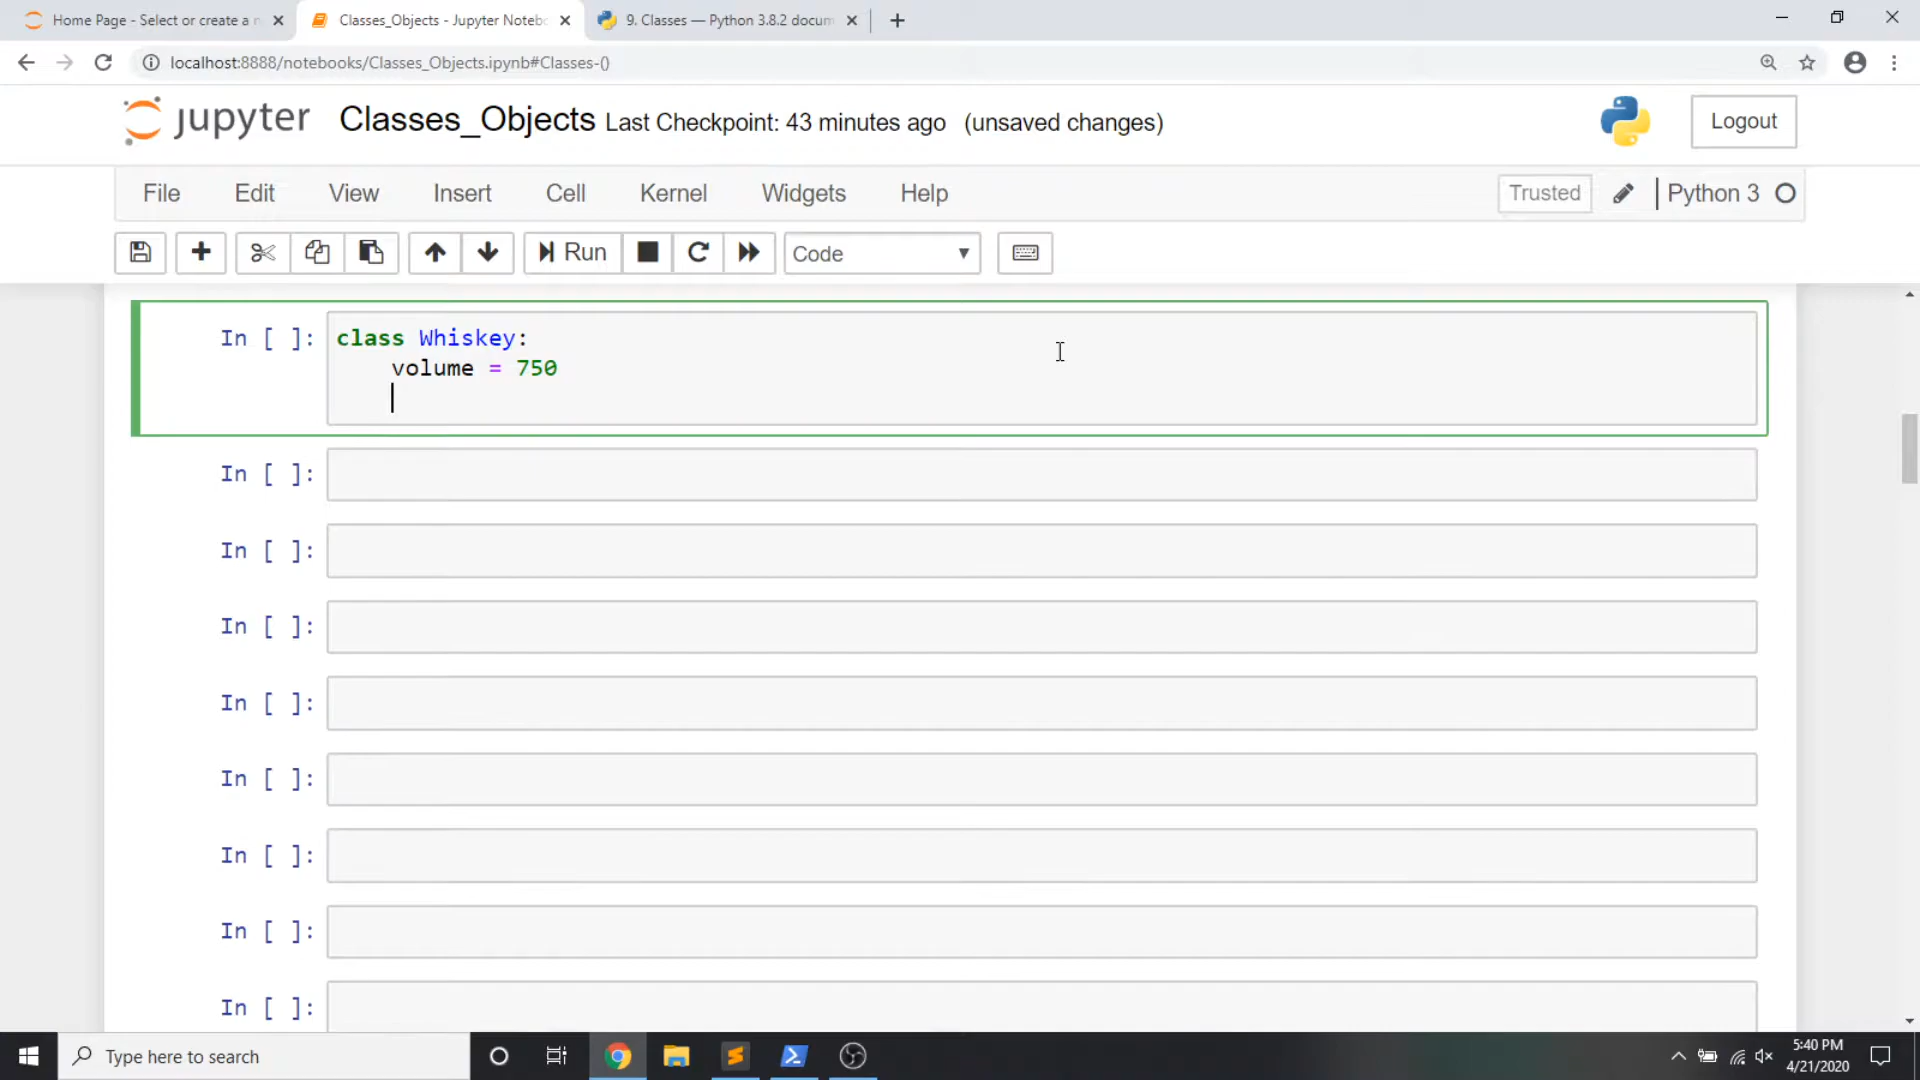 Home Page - Select or create a n
Classes_Objects - Jupyter Notebo
9. Classes — Python 3.8.2 docum
localhost:8888/notebooks/Classes_Objects.ipynb#Classes-()
jupyter Classes_Objects Last Checkpoint: 43 minutes ago (unsaved changes)
Logout
File Edit View Insert Cell Kernel Widgets Help
Trusted Python 3
Run Code
In [ ]: class Whiskey:
volume = 750
In [ ]:
In [ ]:
In [ ]:
In [ ]:
In [ ]:
In [ ]:
In [ ]:
In [ ]:
Type here to search
5:40 PM
4/21/2020